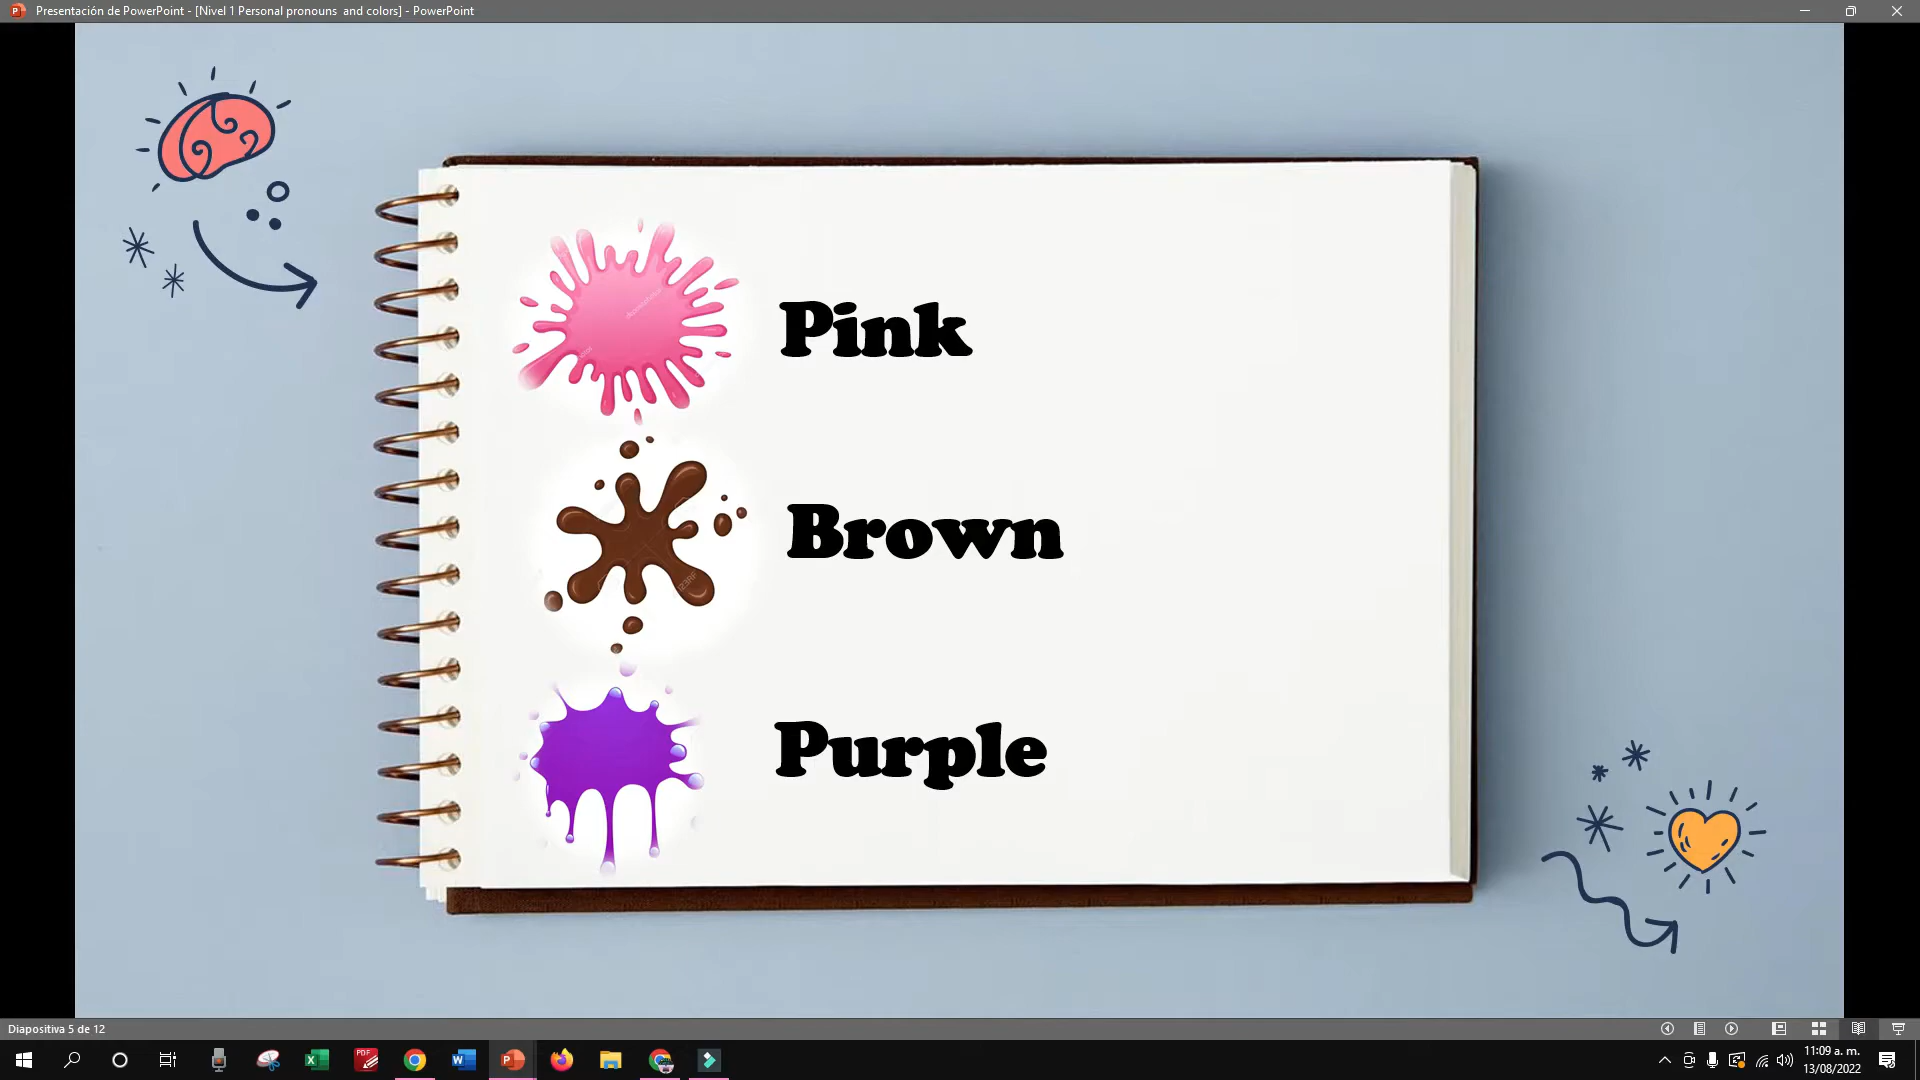 Presentación de PowerPoint - [Nivel 1 Personal pronouns  and colors] - PowerPoint
Pink
Brown
Purple
Diapositiva 5 de 12
11:09 a. m.
13/08/2022